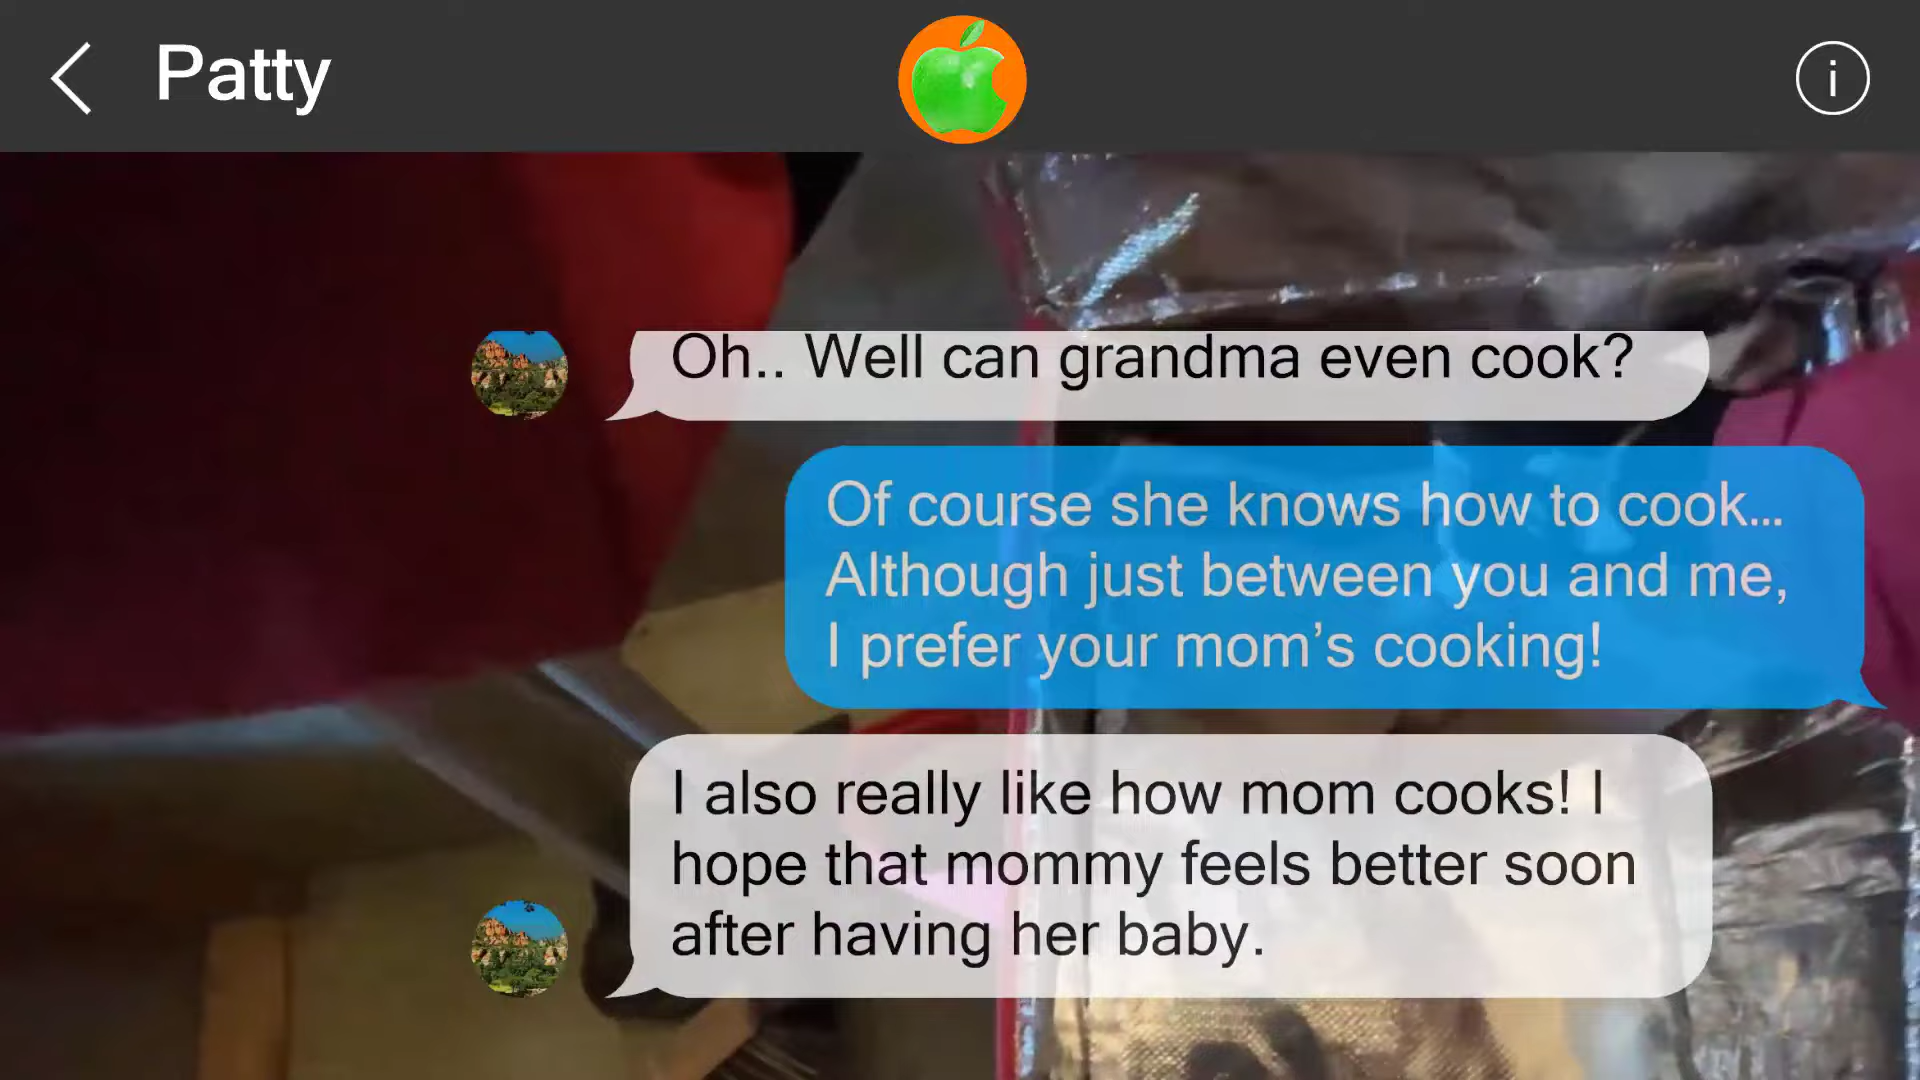 Patty
i
Oh.. Well can grandma even cook?
Of course she knows how to cook...
Although just between you and me,
I prefer your mom’s cooking!
I also really like how mom cooks! I
hope that mommy feels better soon
after having her baby.